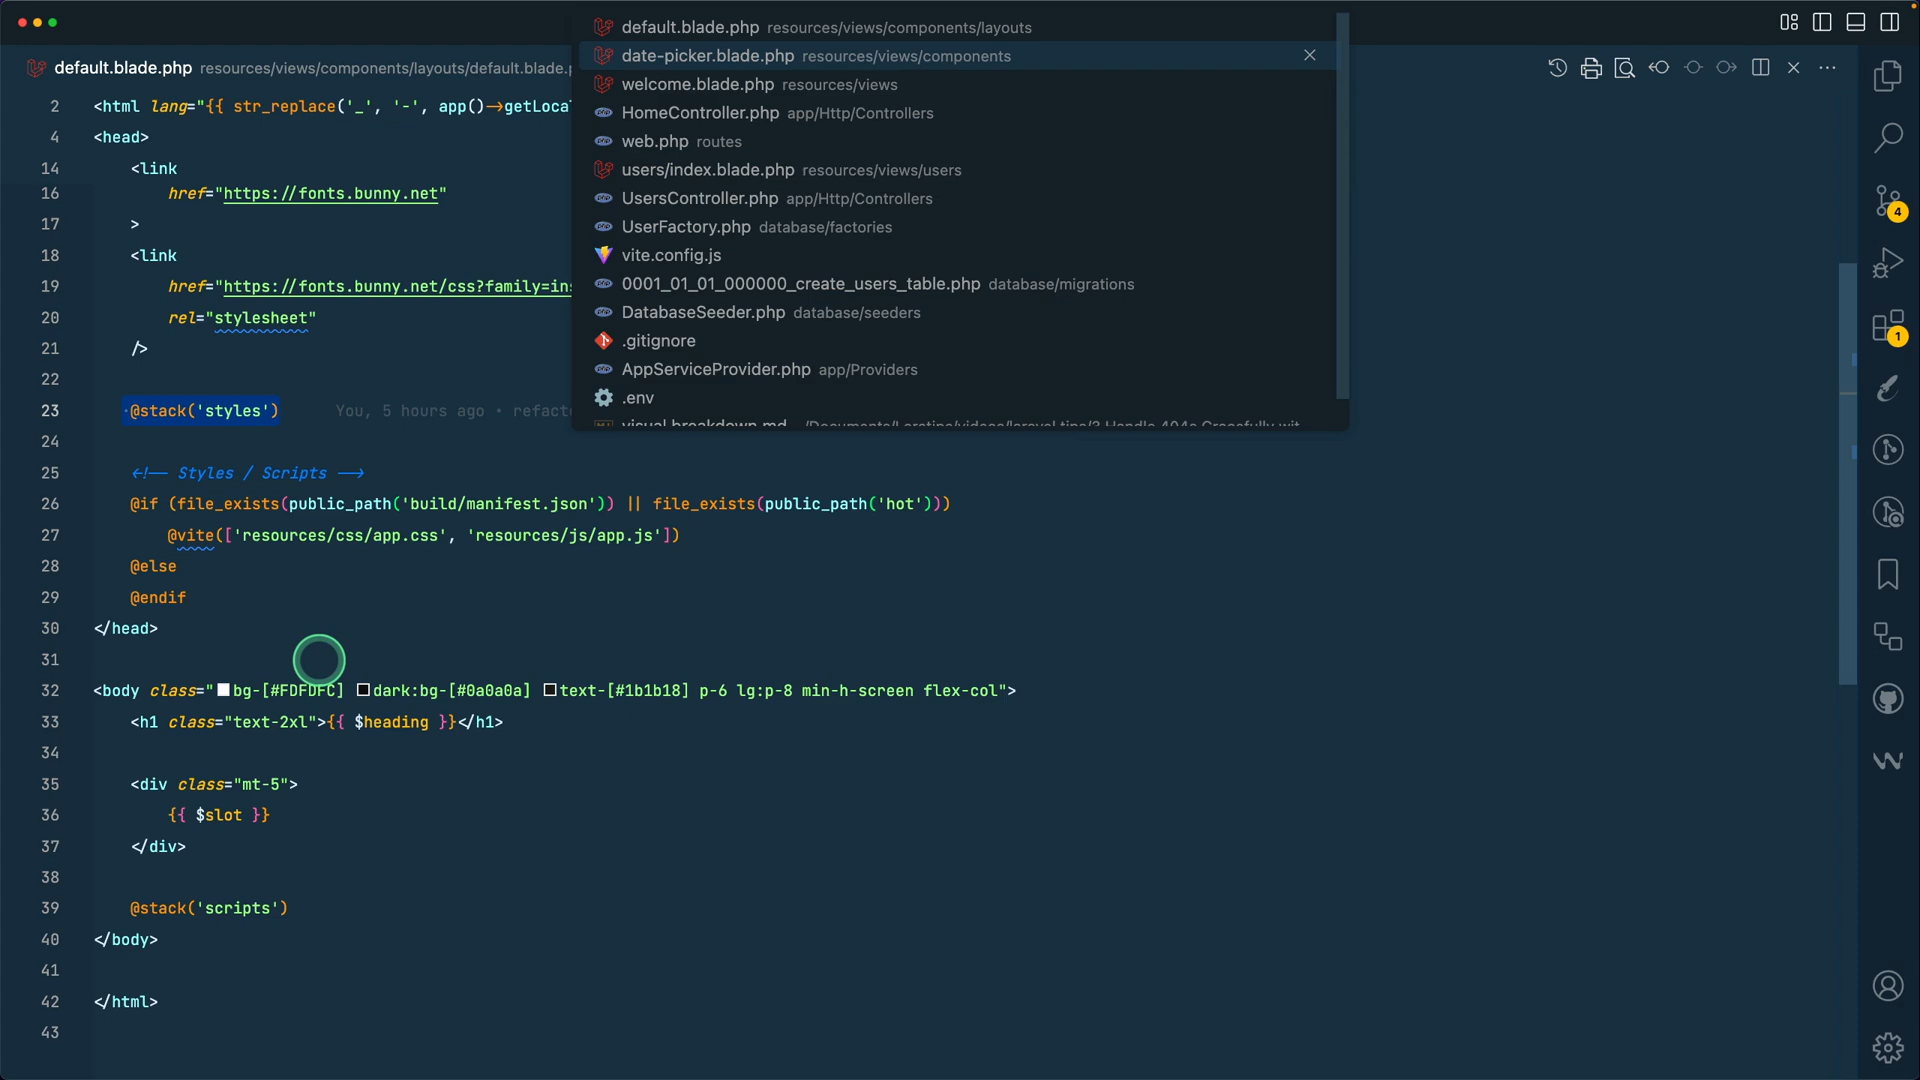 default.blade.php resources/views/components/layouts
date-picker.blade.php resources/views/components
welcome.blade.php resources/views
HomeController.php app/Http/Controllers
web.php routes
users/index.blade.php resources/views/users
UsersController.php app/Http/Controllers
UserFactory.php database/factories
vite.config.js
0001_01_01_000000_create_users_table.php database/migrations
DatabaseSeeder.php database/seeders
.gitignore
AppServiceProvider.php app/Providers
.env
default.blade.php resources/views/components/layouts/default.blade.
2 <html lang="{{ str_replace('_', '-', app()->getLocal
4 <head>
14 <link
16 href="https://fonts.bunny.net"
17 >
18 <link
19 href="https://fonts.bunny.net/css?family=ins
20 rel="stylesheet"
21 />
22
23 @stack('styles') You, 5 hours ago • refact
24
25 <!-- Styles / Scripts -->
26 @if (file_exists(public_path('build/manifest.json')) || file_exists(public_path('hot')))
27 @vite(['resources/css/app.css', 'resources/js/app.js'])
28 @else
29 @endif
30 </head>
31
32 <body class="bg-[#FDFDFC] dark:bg-[#0a0a0a] text-[#1b1b18] p-6 lg:p-8 min-h-screen flex-col">
33 <h1 class="text-2xl">{{ $heading }}</h1>
34
35 <div class="mt-5">
36 {{ $slot }}
37 </div>
38
39 @stack('scripts')
40 </body>
41
42 </html>
43
4
1